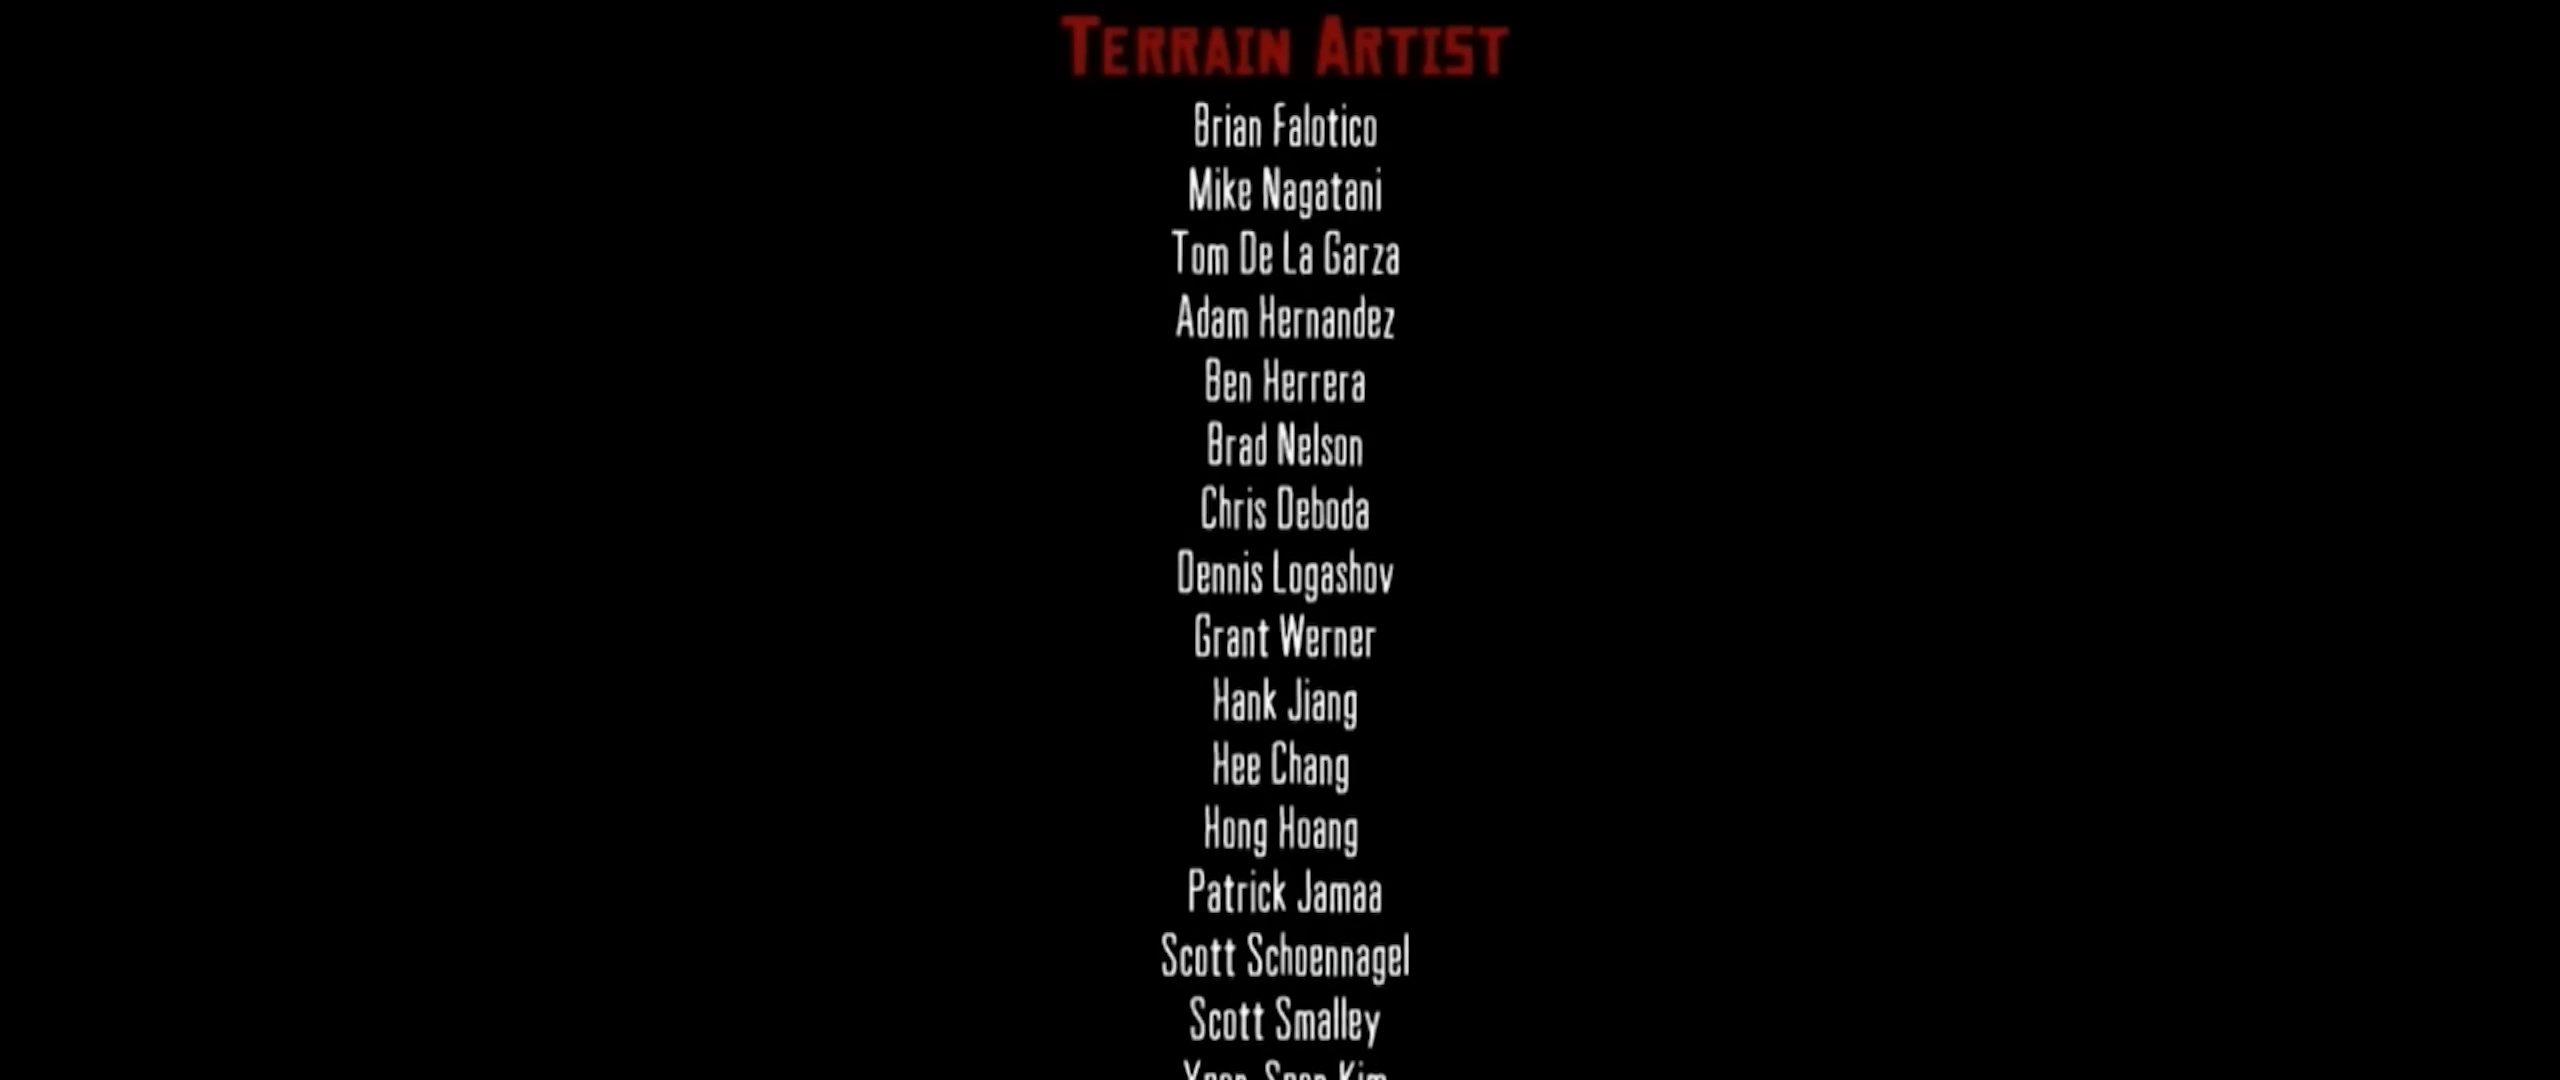 Terrain Artist
Brian Falotico
Mike Nagatani
Tom De La Garza
Adam Hernandez
Ben Herrera
Brad Nelson
Chris Deboda
Dennis Logashov
Grant Werner
Hank Jiang
Hee Chang
Hong Hoang
Patrick Jamaa
Scott Schoennagel
Scott Smalley
Kim